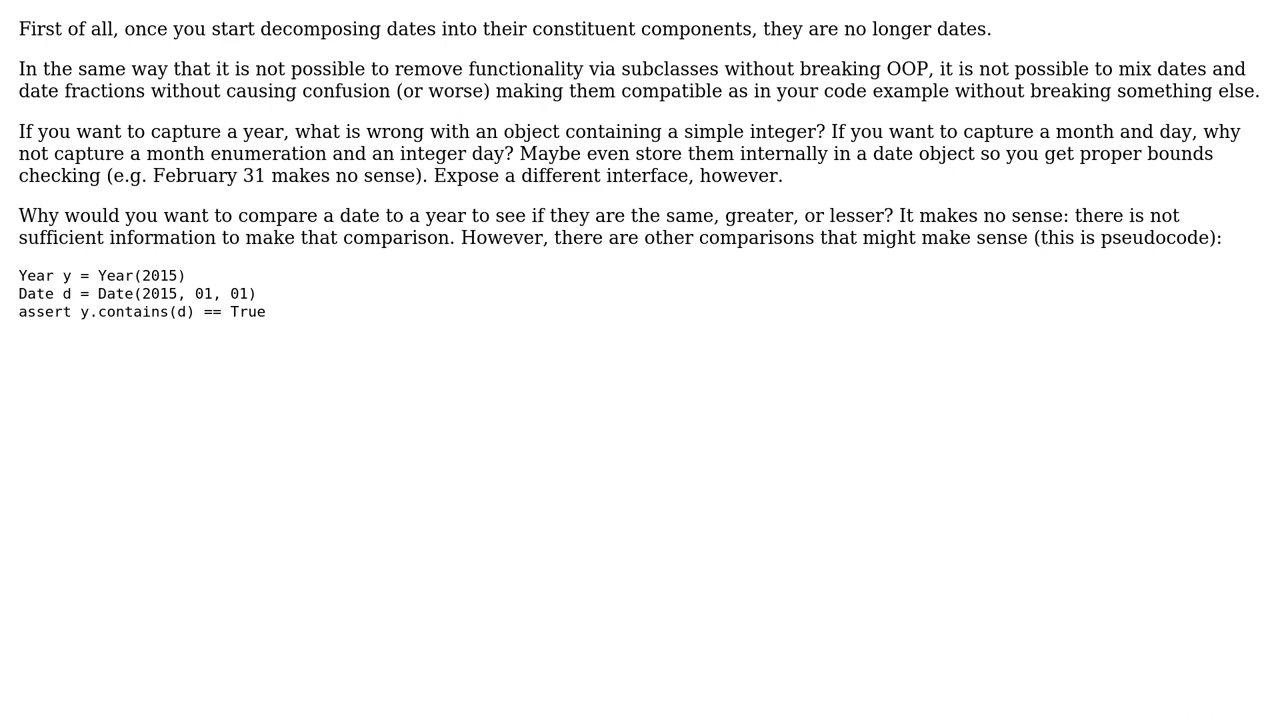 First of all, once you start decomposing dates into their constituent components, they are no longer dates.
In the same way that it is not possible to remove functionality via subclasses without breaking OOP, it is not possible to mix dates and
date fractions without causing confusion (or worse) making them compatible as in your code example without breaking something else.
If you want to capture a year, what is wrong with an object containing a simple integer? If you want to capture a month and day, why
not capture a month enumeration and an integer day? Maybe even store them internally in a date object so you get proper bounds
checking (e.g. February 31 makes no sense). Expose a different interface, however.
Why would you want to compare a date to a year to see if they are the same, greater, or lesser? It makes no sense: there is not
sufficient information to make that comparison. However, there are other comparisons that might make sense (this is pseudocode):
Year y = Year(2015)
Date d = Date(2015, 01, 01)
assert y.contains(d) == True